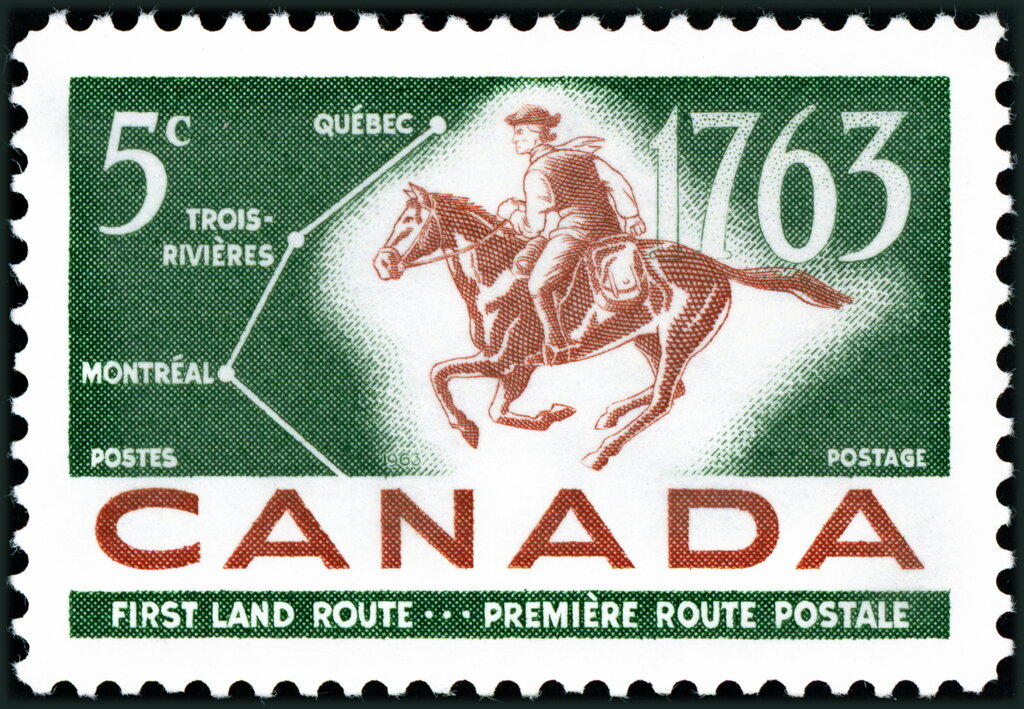 5c
QUÉBEC
1763
TROIS-
RIVIÈRES
MONTRÉAL
POSTES
1963
POSTAGE
CANADA
FIRST LAND ROUTE ··· PREMIÈRE ROUTE POSTALE